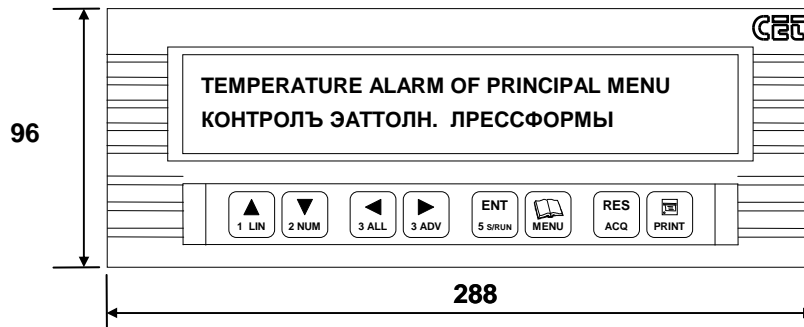 CET
TEMPERATURE ALARM OF PRINCIPAL MENU
КОНТРОЛЪ ЭАТТОЛН. ЛРЕССФОРМЫ
96
ENT
RES
1 LIN
2 NUM
3 ALL
3 ADV
5 S/RUN
MENU
ACQ
PRINT
288